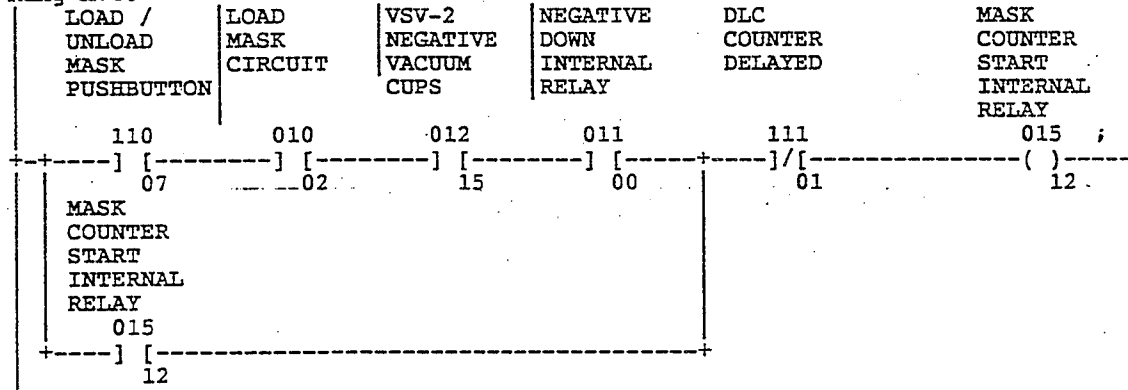 LOAD / LOAD VSV-2 NEGATIVE DLC MASK
UNLOAD MASK NEGATIVE DOWN COUNTER COUNTER
MASK CIRCUIT VACUUM INTERNAL DELAYED START
PUSHBUTTON CUPS RELAY INTERNAL
RELAY
110 010 012 011 111 015 ;
+-+----] [--------] [--------] [--------] [-----+-----]/[----------------( )-----
07 02 15 00 01 12
MASK
COUNTER
START
INTERNAL
RELAY
015
+----] [-----------------------------------+
12